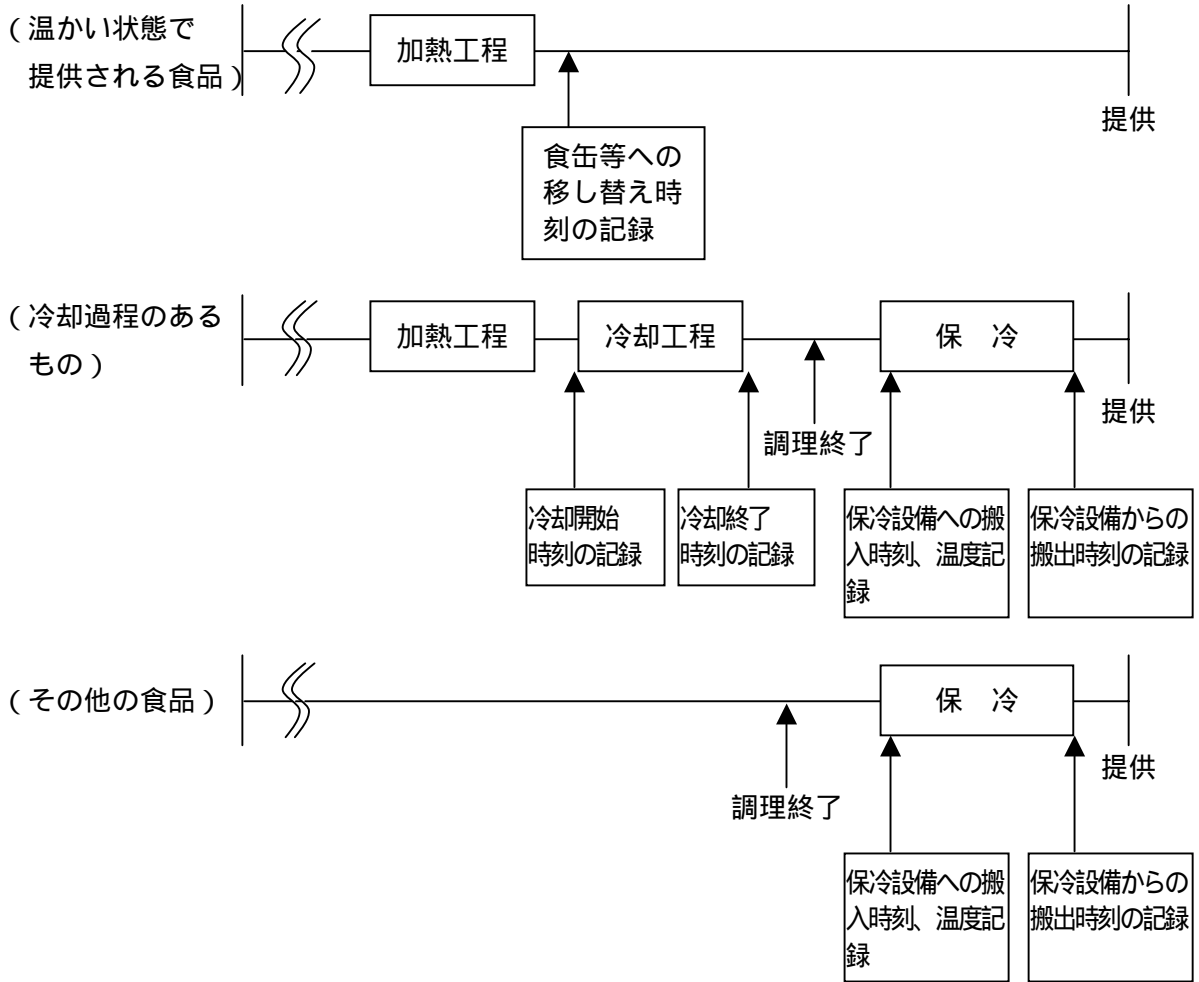 （温かい状態で
提供される食品）
加熱工程
提供
食缶等への
移し替え時
刻の記録
（冷却過程のある
もの）
加熱工程
冷却工程
保　冷
提供
調理終了
冷却開始
時刻の記録
冷却終了
時刻の記録
保冷設備への搬
入時刻、温度記
録
保冷設備からの
搬出時刻の記録
（その他の食品）
保　冷
提供
調理終了
保冷設備への搬
入時刻、温度記
録
保冷設備からの
搬出時刻の記録